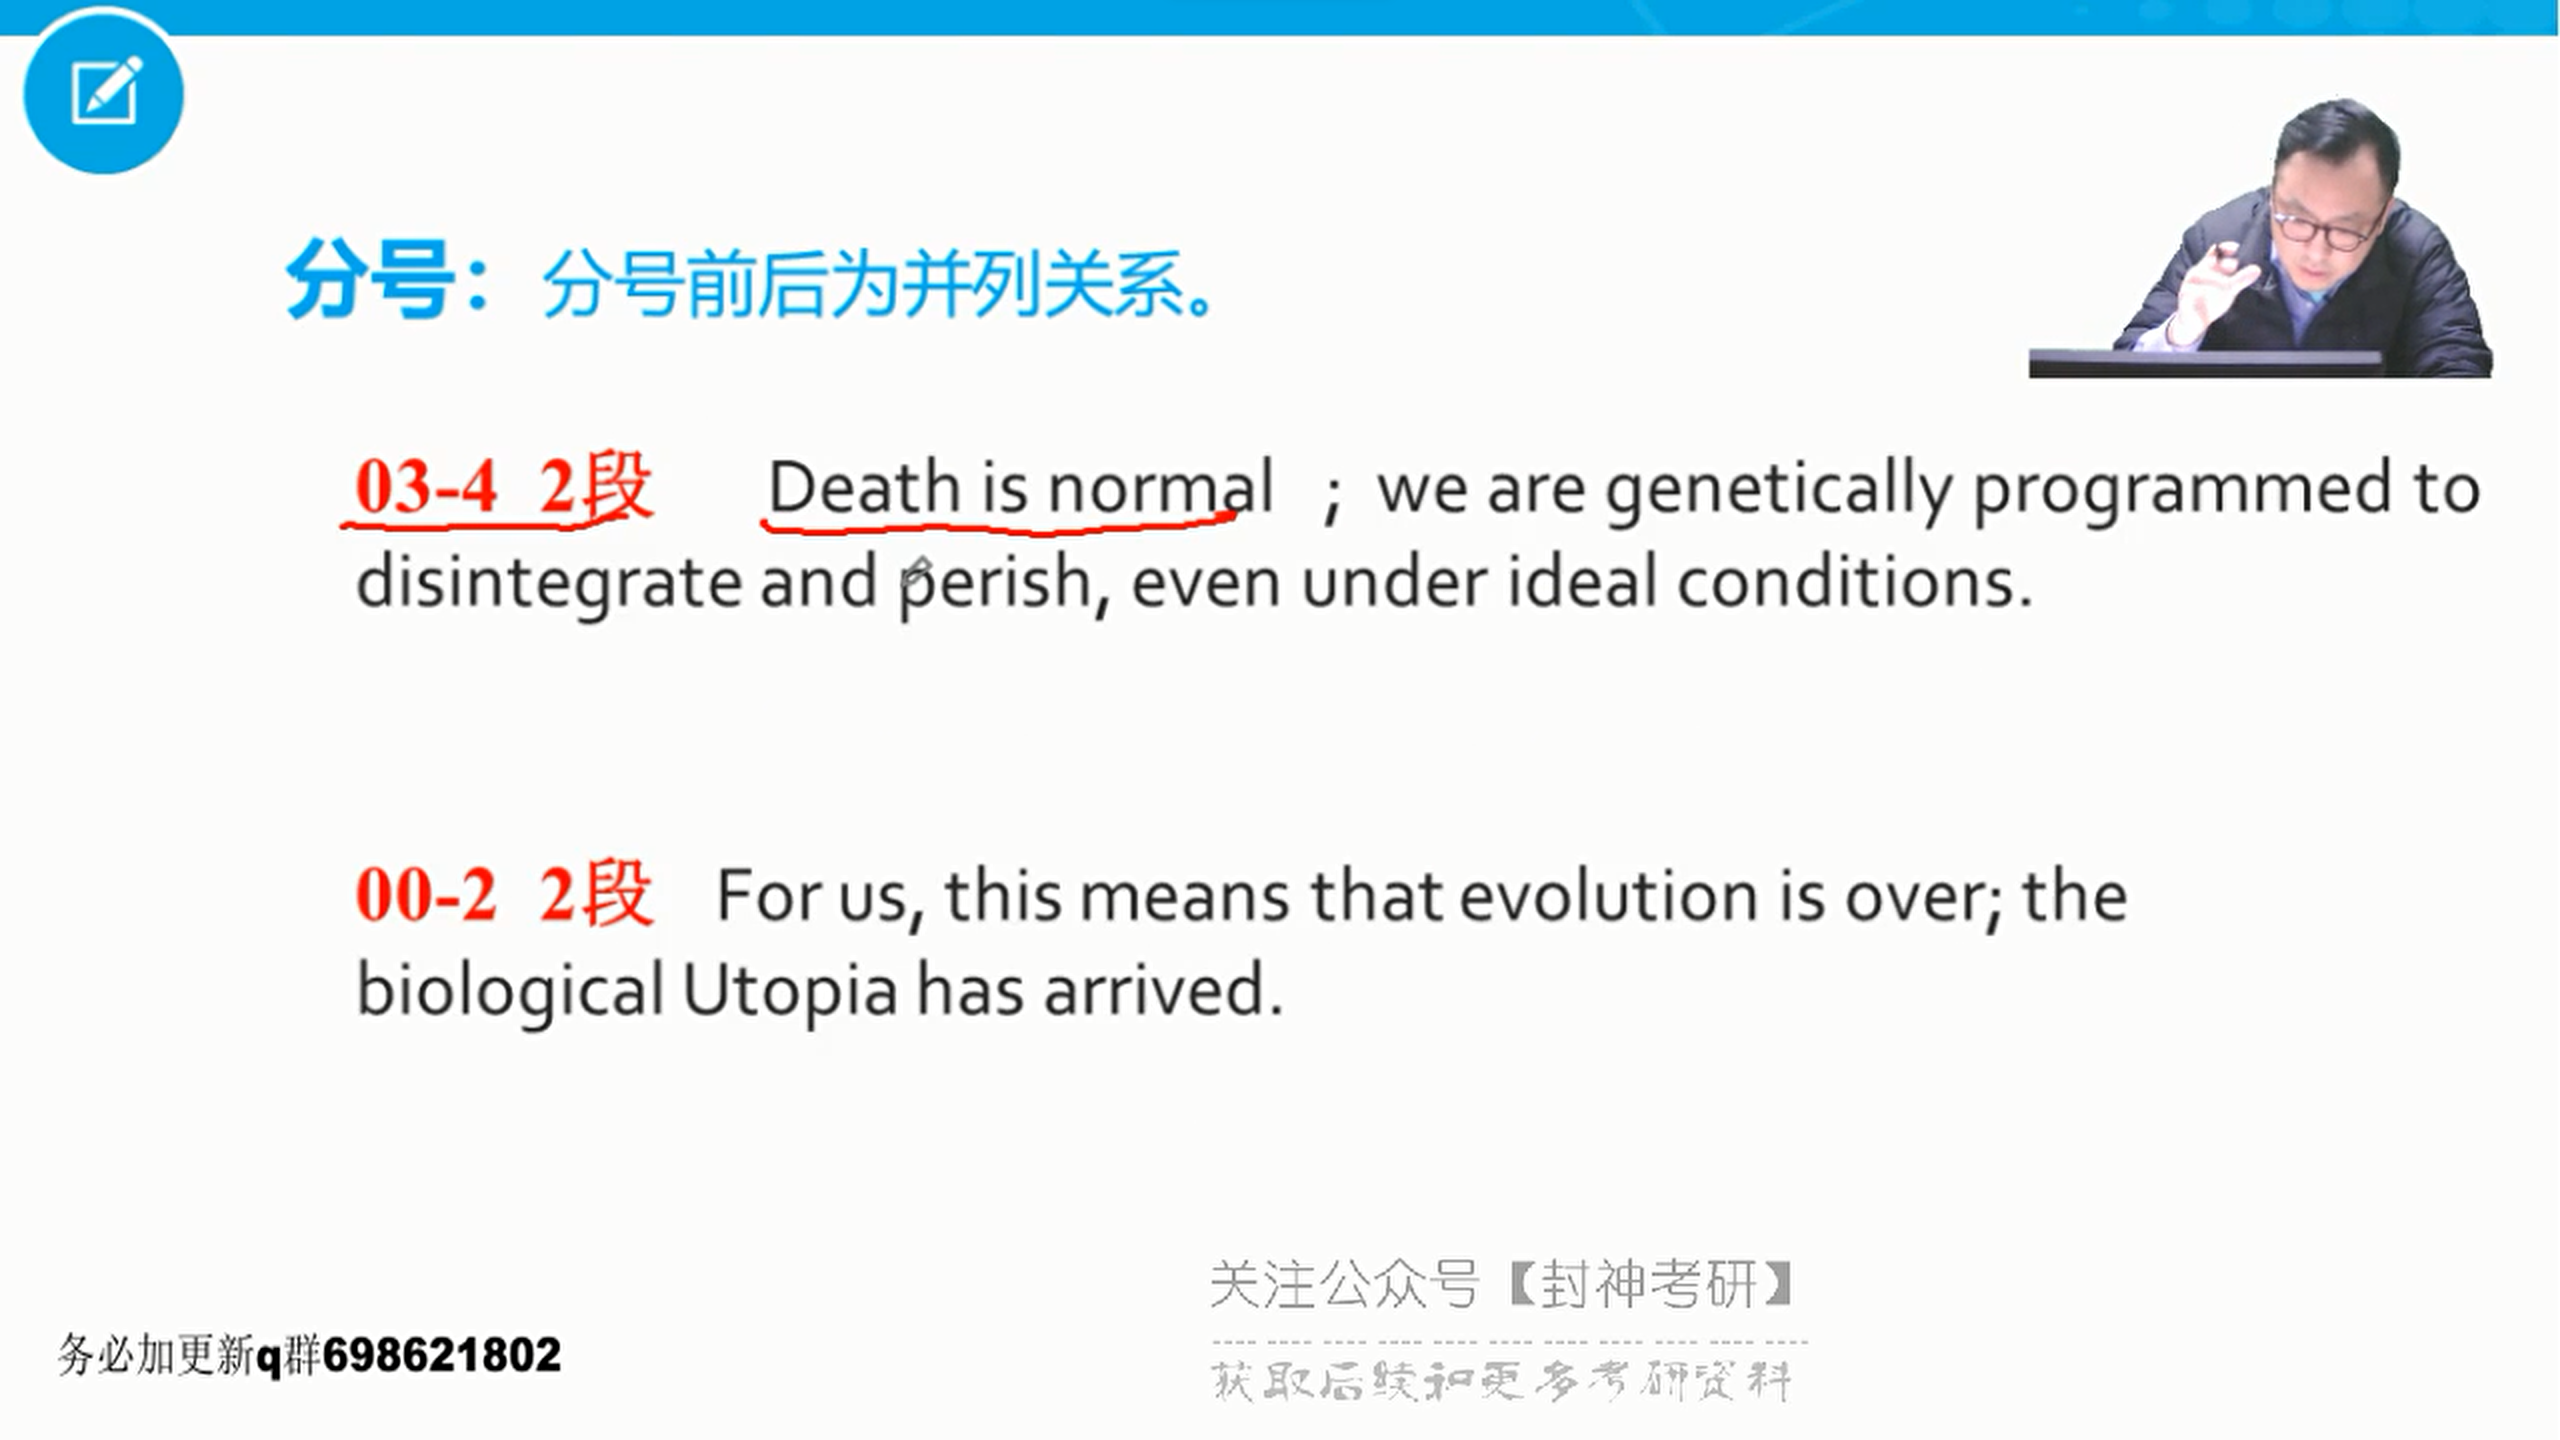 分号：分号前后为并列关系。
03-4 2段 Death is normal ; we are genetically programmed to
disintegrate and perish, even under ideal conditions.
00-2 2段 For us, this means that evolution is over; the
biological Utopia has arrived.
关注公众号【封神考研】
获取后续和更多考研资料
务必加更新q群698621802